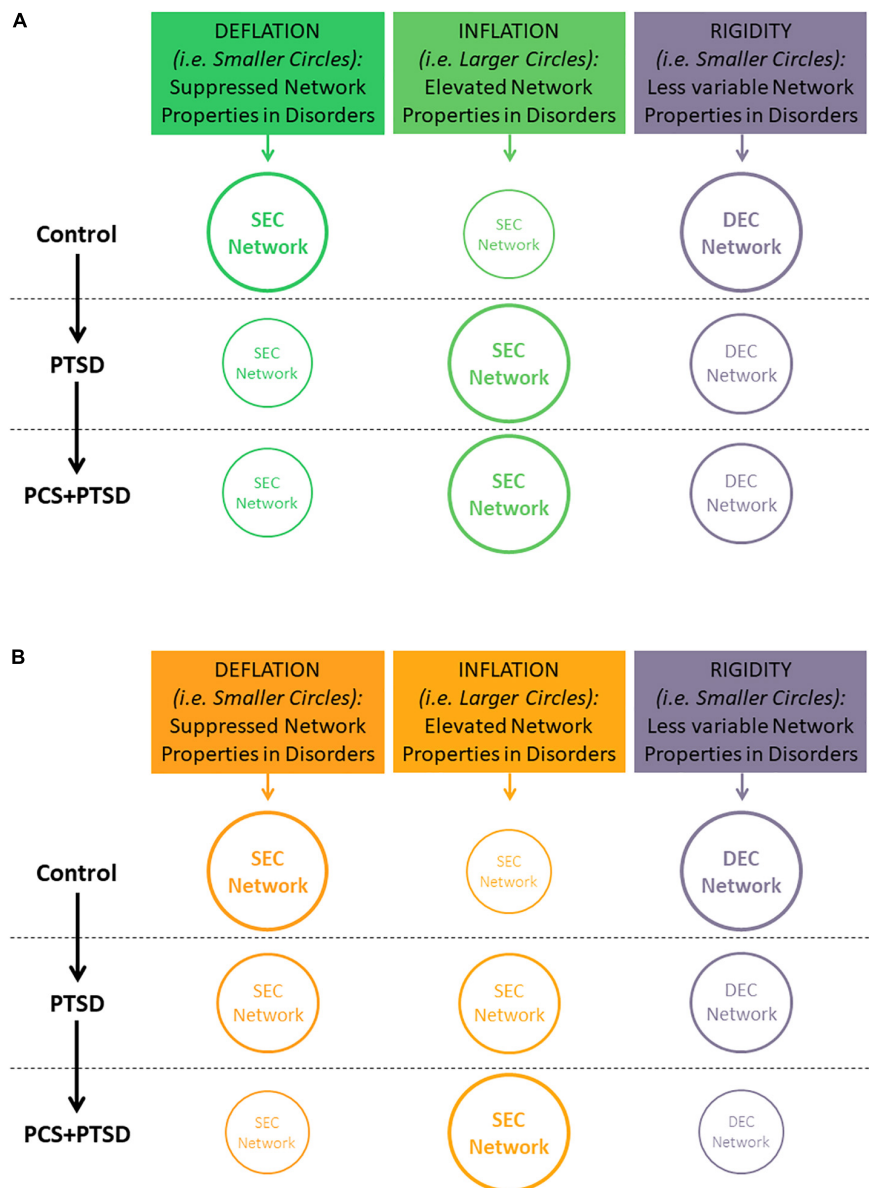 A
DEFLATION
(i.e. Smaller Circles):
Suppressed Network
Properties in Disorders
INFLATION
(i.e. Larger Circles):
Elevated Network
Properties in Disorders
RIGIDITY
(i.e. Smaller Circles):
Less variable Network
Properties in Disorders
Control
SEC
Network
SEC
Network
DEC
Network
PTSD
SEC
Network
SEC
Network
DEC
Network
PCS+PTSD
SEC
Network
SEC
Network
DEC
Network
B
DEFLATION
(i.e. Smaller Circles):
Suppressed Network
Properties in Disorders
INFLATION
(i.e. Larger Circles):
Elevated Network
Properties in Disorders
RIGIDITY
(i.e. Smaller Circles):
Less variable Network
Properties in Disorders
Control
SEC
Network
SEC
Network
DEC
Network
PTSD
SEC
Network
SEC
Network
DEC
Network
PCS+PTSD
SEC
Network
SEC
Network
DEC
Network